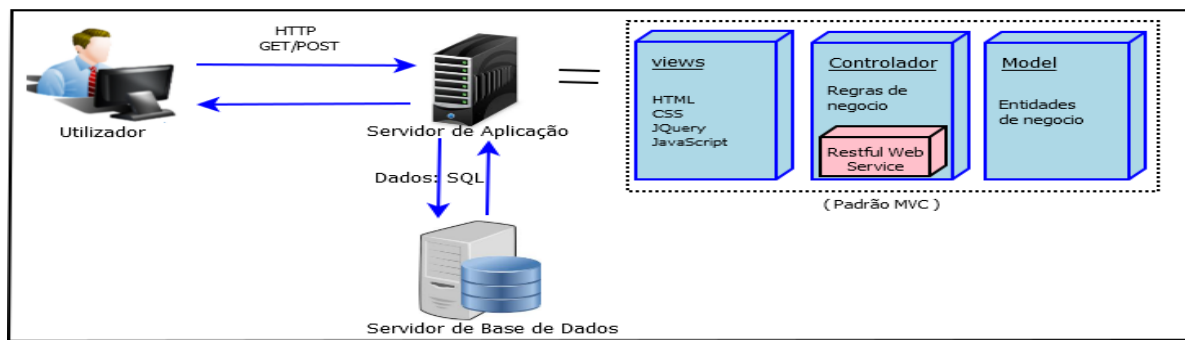 HTTP
GET/POST
Utilizador
Servidor de Aplicação
Dados: SQL
Servidor de Base de Dados
views
HTML
CSS
JQuery
JavaScript
Controlador
Regras de
negocio
Restful Web
Service
Model
Entidades
de negocio
( Padrão MVC )